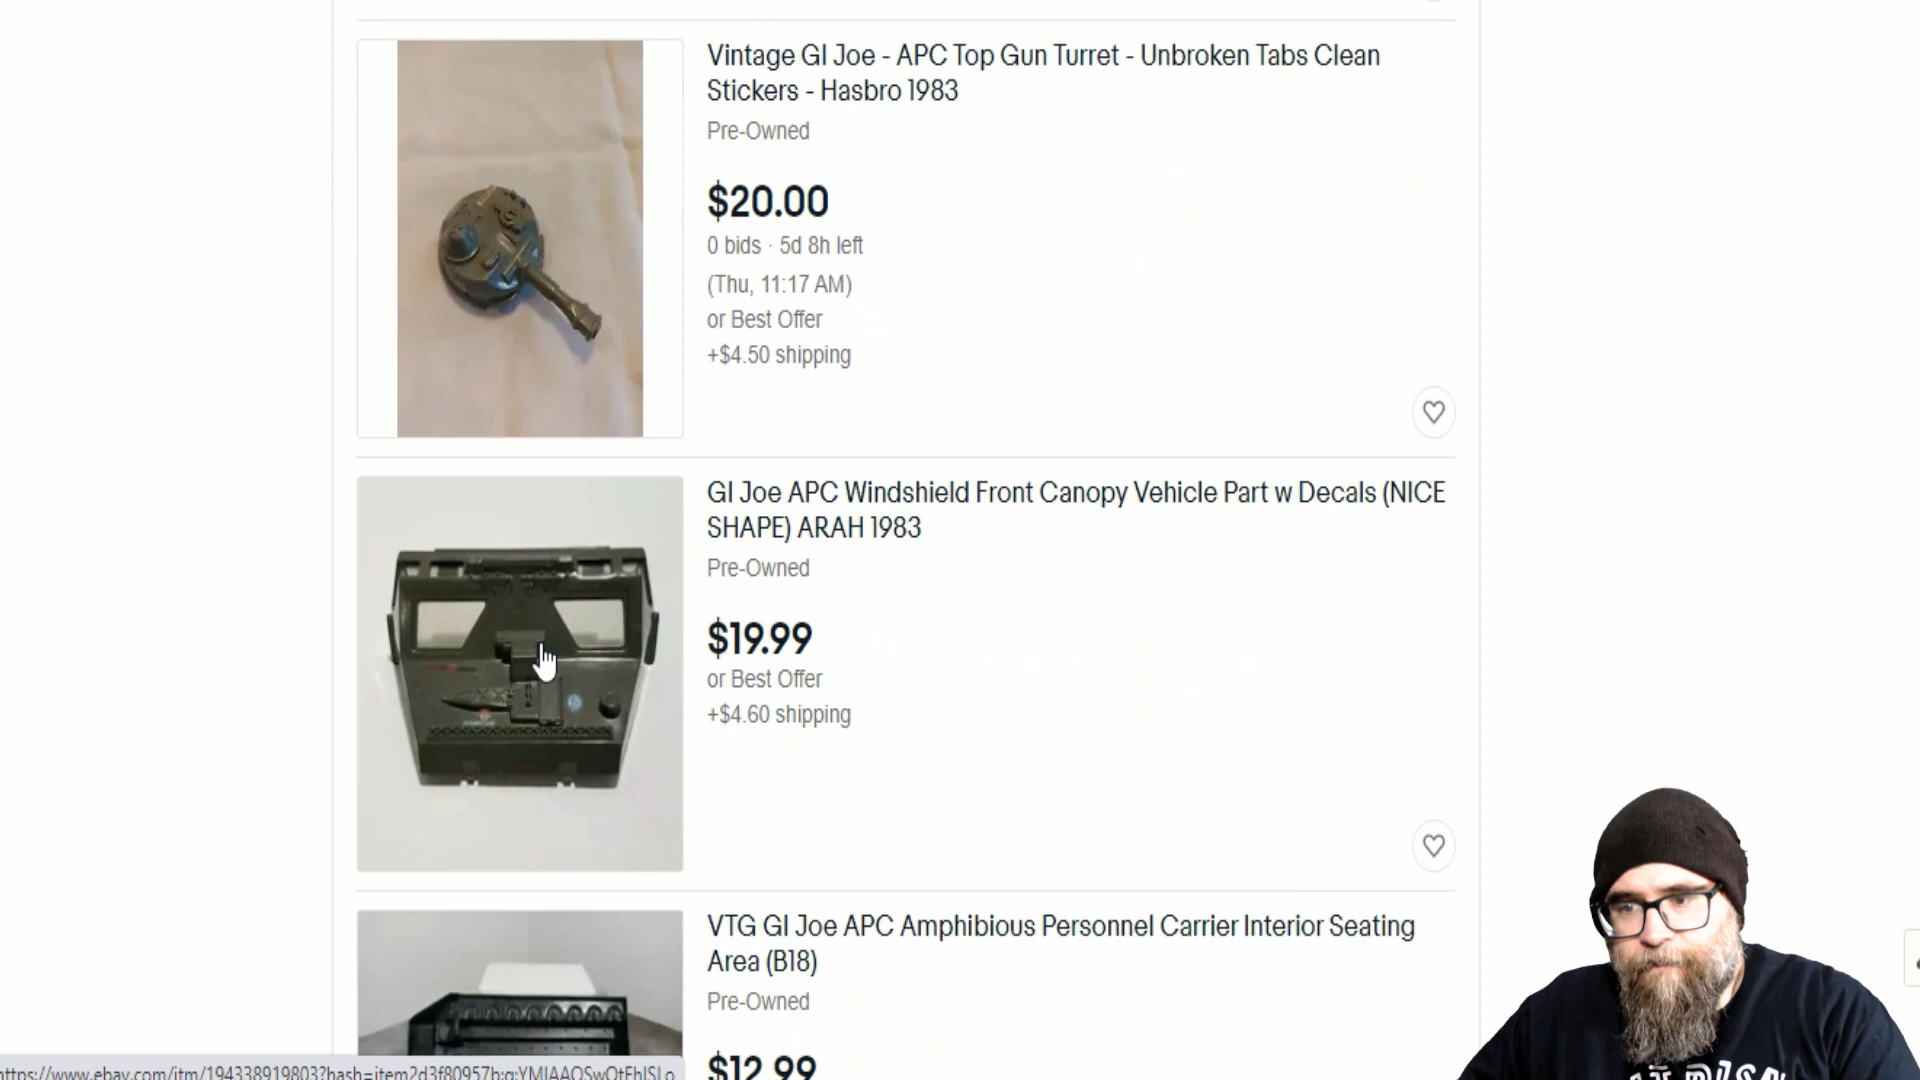 Vintage GI Joe - APC Top Gun Turret - Unbroken Tabs Clean
Stickers - Hasbro 1983
Pre-Owned
$20.00
0 bids · 5d 8h left
(Thu, 11:17 AM)
or Best Offer
+$4.50 shipping
GI Joe APC Windshield Front Canopy Vehicle Part w Decals (NICE
SHAPE) ARAH 1983
Pre-Owned
$19.99
or Best Offer
+$4.60 shipping
VTG GI Joe APC Amphibious Personnel Carrier Interior Seating
Area (B18)
Pre-Owned
$12.99